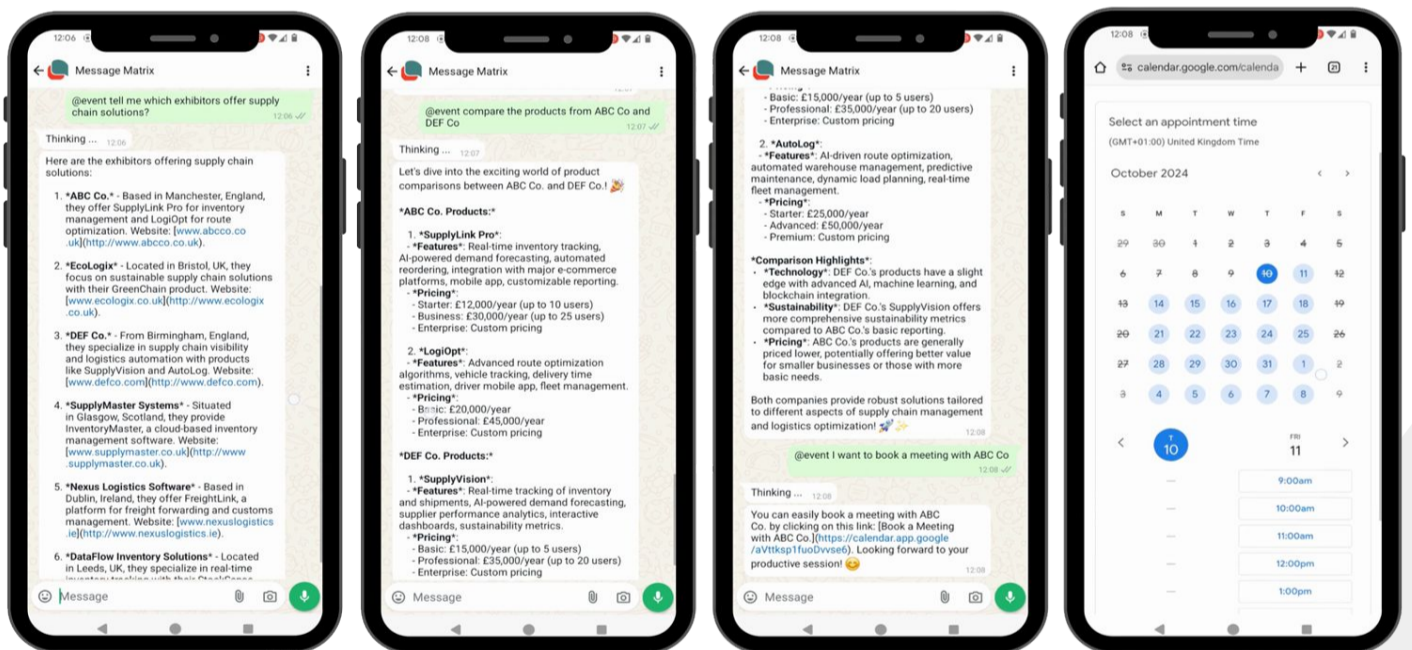 12:06
Message Matrix
@event tell me which exhibitors offer supply
chain solutions?
12:06
Thinking ... 12:06
Here are the exhibitors offering supply chain
solutions:
1. *ABC Co.* - Based in Manchester, England,
they offer SupplyLink Pro for inventory
management and LogiOpt for route
optimization. Website: [www.abcco.co
.uk](http://www.abcco.co.uk).
2. *EcoLogix* - Located in Bristol, UK, they
focus on sustainable supply chain solutions
with their GreenChain product. Website:
[www.ecologix.co.uk](http://www.ecologix
.co.uk).
3. *DEF Co.* - From Birmingham, England,
they specialize in supply chain visibility
and logistics automation with products
like SupplyVision and AutoLog. Website:
[www.defco.com](http://www.defco.com).
4. *SupplyMaster Systems* - Situated
in Glasgow, Scotland, they provide
InventoryMaster, a cloud-based inventory
management software. Website:
[www.supplymaster.co.uk](http://www
.supplymaster.co.uk).
5. *Nexus Logistics Software* - Based in
Dublin, Ireland, they offer FreightLink, a
platform for freight forwarding and customs
management. Website: [www.nexuslogistics
.ie](http://www.nexuslogistics.ie).
6. *DataFlow Inventory Solutions* - Located
in Leeds, UK, they specialize in real-time
Message
12:08
Message Matrix
@event compare the products from ABC Co and
DEF Co
12:07
Thinking ... 12:07
Let's dive into the exciting world of product
comparisons between ABC Co. and DEF Co.! 🎉
*ABC Co. Products:*
1. *SupplyLink Pro*:
- *Features*: Real-time inventory tracking,
AI-powered demand forecasting, automated
reordering, integration with major e-commerce
platforms, mobile app, customizable reporting.
- *Pricing*:
- Starter: £12,000/year (up to 10 users)
- Business: £30,000/year (up to 25 users)
- Enterprise: Custom pricing
2. *LogiOpt*:
- *Features*: Advanced route optimization
algorithms, vehicle tracking, delivery time
estimation, driver mobile app, fleet management.
- *Pricing*:
- Basic: £20,000/year
- Professional: £45,000/year
- Enterprise: Custom pricing
*DEF Co. Products:*
1. *SupplyVision*:
- *Features*: Real-time tracking of inventory
and shipments, AI-powered demand forecasting,
supplier performance analytics, interactive
dashboards, sustainability metrics.
- *Pricing*:
- Basic: £15,000/year (up to 5 users)
- Professional: £35,000/year (up to 20 users)
- Enterprise: Custom pricing
Message
12:08
Message Matrix
- Basic: £15,000/year (up to 5 users)
- Professional: £35,000/year (up to 20 users)
- Enterprise: Custom pricing
2. *AutoLog*:
- *Features*: AI-driven route optimization,
automated warehouse management, predictive
maintenance, dynamic load planning, real-time
fleet management.
- *Pricing*:
- Starter: £25,000/year
- Advanced: £50,000/year
- Premium: Custom pricing
*Comparison Highlights*:
• *Technology*: DEF Co.'s products have a slight
edge with advanced AI, machine learning, and
blockchain integration.
• *Sustainability*: DEF Co.'s SupplyVision offers
more comprehensive sustainability metrics
compared to ABC Co.'s basic reporting.
• *Pricing*: ABC Co.'s products are generally
priced lower, potentially offering better value
for smaller businesses or those with more
basic needs.
Both companies provide robust solutions tailored
to different aspects of supply chain management
and logistics optimization! 🚀✨
12:08
@event I want to book a meeting with ABC Co
12:08
Thinking ... 12:08
You can easily book a meeting with ABC
Co. by clicking on this link: [Book a Meeting
with ABC Co.](https://calendar.app.google
/aVttksp1fuoDvvse6). Looking forward to your
productive session! 😊
12:08
Message
12:08
calendar.google.com/calenda
21
Select an appointment time
(GMT+01:00) United Kingdom Time
October 2024
S M T W T F S
29 30 1 2 3 4 5
6 7 8 9 10 11 12
13 14 15 16 17 18 19
20 21 22 23 24 25 26
27 28 29 30 31 1 2
3 4 5 6 7 8 9
T FRI
10 11
9:00am
10:00am
11:00am
12:00pm
1:00pm